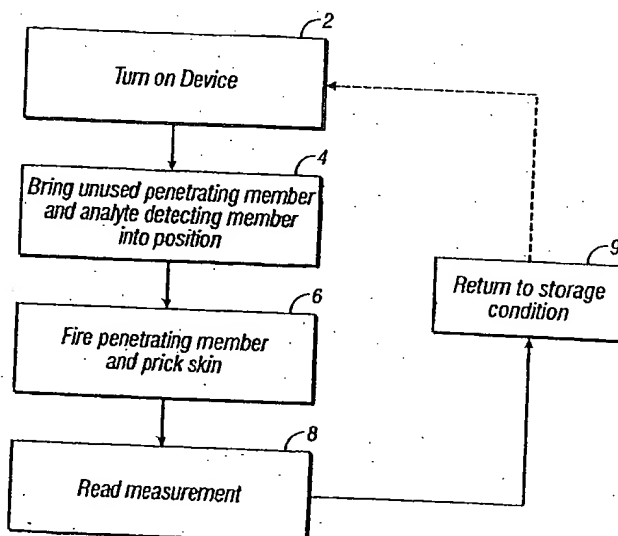 2
Turn on Device
4
Bring unused penetrating member
and analyte detecting member
into position
6
Fire penetrating member
and prick skin
8
Read measurement
9
Return to storage
condition